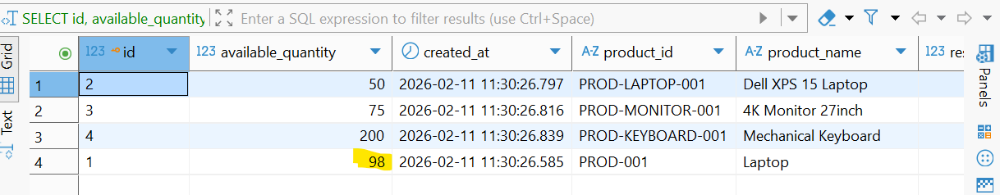 SELECT id, available_quantity Enter a SQL expression to filter results (use Ctrl+Space)
Grid
Text
123 id 123 available_quantity created_at A-Z product_id A-Z product_name 123 res
1 2 50 2026-02-11 11:30:26.797 PROD-LAPTOP-001 Dell XPS 15 Laptop
2 3 75 2026-02-11 11:30:26.816 PROD-MONITOR-001 4K Monitor 27inch
3 4 200 2026-02-11 11:30:26.839 PROD-KEYBOARD-001 Mechanical Keyboard
4 1 98 2026-02-11 11:30:26.585 PROD-001 Laptop
Panels